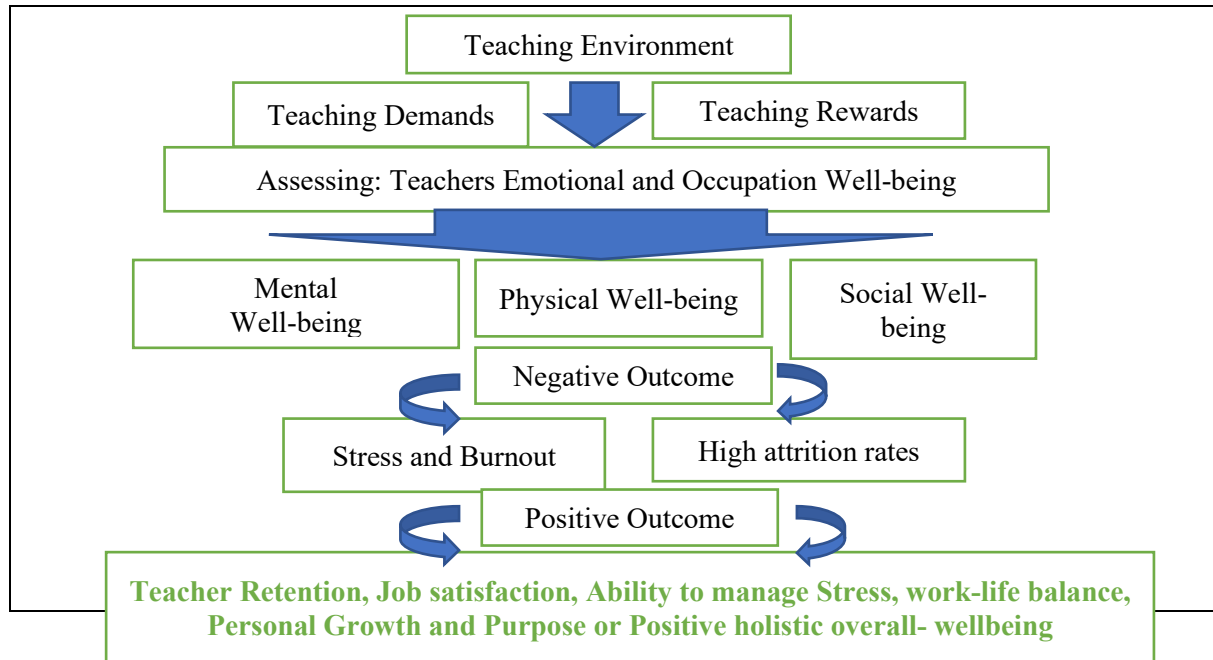 Teaching Environment
Teaching Demands
Teaching Rewards
Assessing: Teachers Emotional and Occupation Well-being
Mental
Well-being
Physical Well-being
Social Well-
being
Negative Outcome
Stress and Burnout
High attrition rates
Positive Outcome
Teacher Retention, Job satisfaction, Ability to manage Stress, work-life balance,
Personal Growth and Purpose or Positive holistic overall- wellbeing